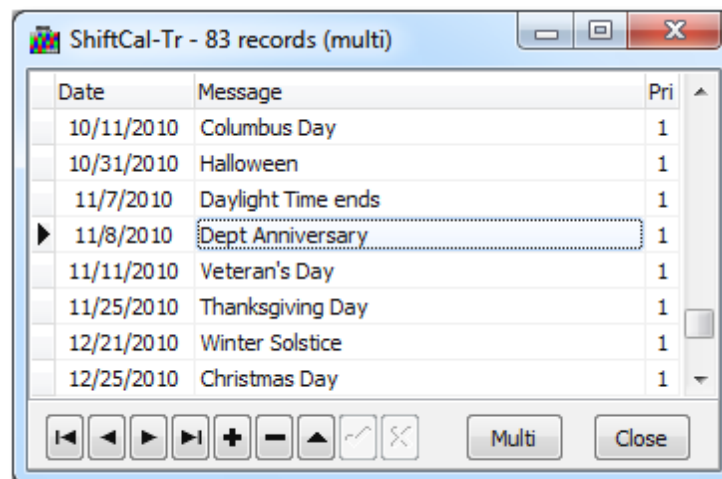 ShiftCal-Tr - 83 records (multi)
Date Message Pri
10/11/2010 Columbus Day 1
10/31/2010 Halloween 1
11/7/2010 Daylight Time ends 1
11/8/2010 Dept Anniversary 1
11/11/2010 Veteran's Day 1
11/25/2010 Thanksgiving Day 1
12/21/2010 Winter Solstice 1
12/25/2010 Christmas Day 1
Multi Close